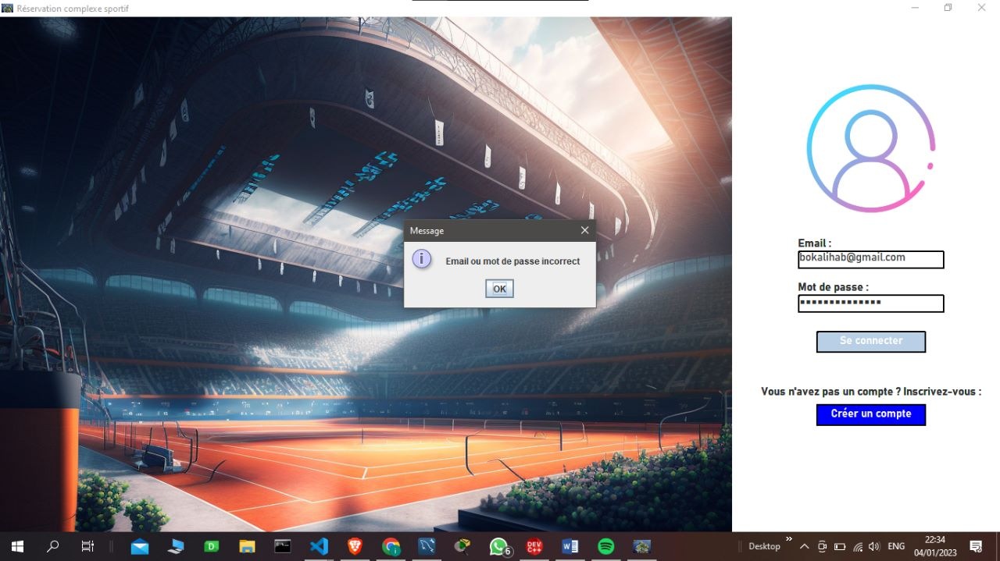 Réservation complexe sportif
Message
Email ou mot de passe incorrect
OK
Email :
bokalihab@gmail.com
Mot de passe :
Se connecter
Vous n'avez pas un compte ? Inscrivez-vous :
Créer un compte
D
6
DEV
C++
W
Desktop
ENG
22:34
04/01/2023